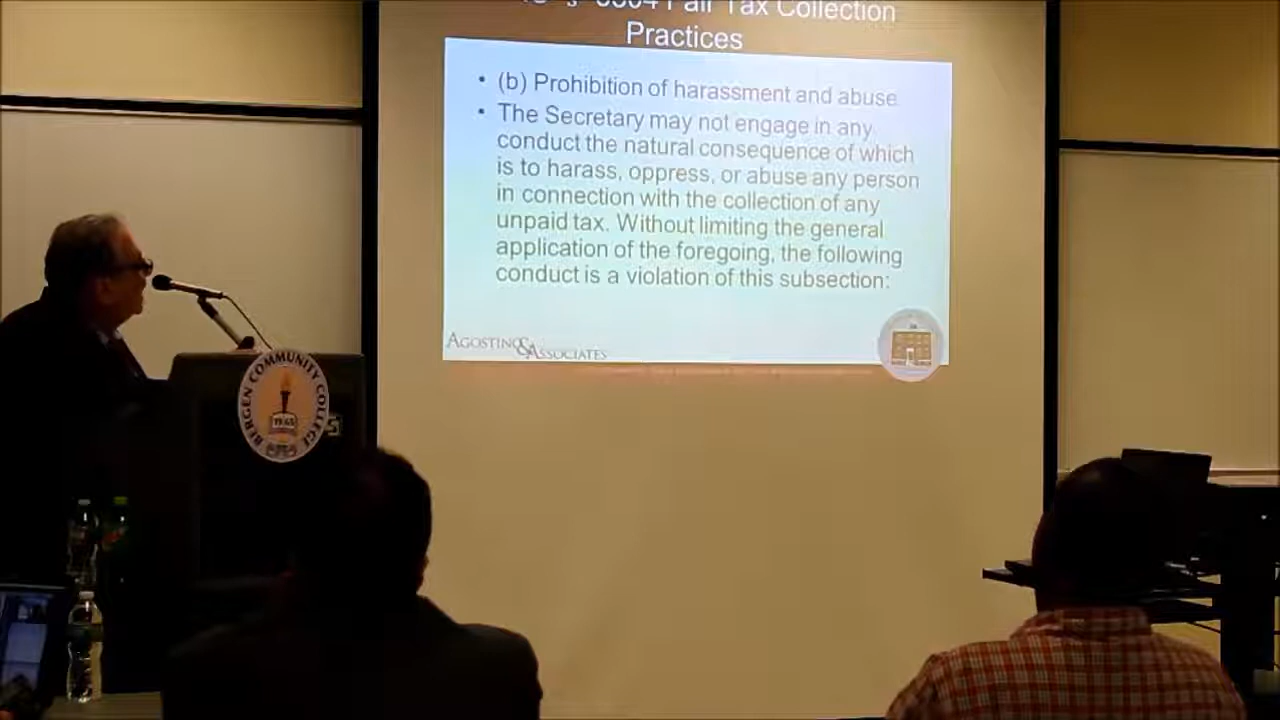 Fair Tax Collection
Practices
• (b) Prohibition of harassment and abuse
• The Secretary may not engage in any
conduct the natural consequence of which
is to harass, oppress, or abuse any person
in connection with the collection of any
unpaid tax. Without limiting the general
application of the foregoing, the following
conduct is a violation of this subsection:
AGOSTINO & ASSOCIATES
BERGEN COMMUNITY COLLEGE